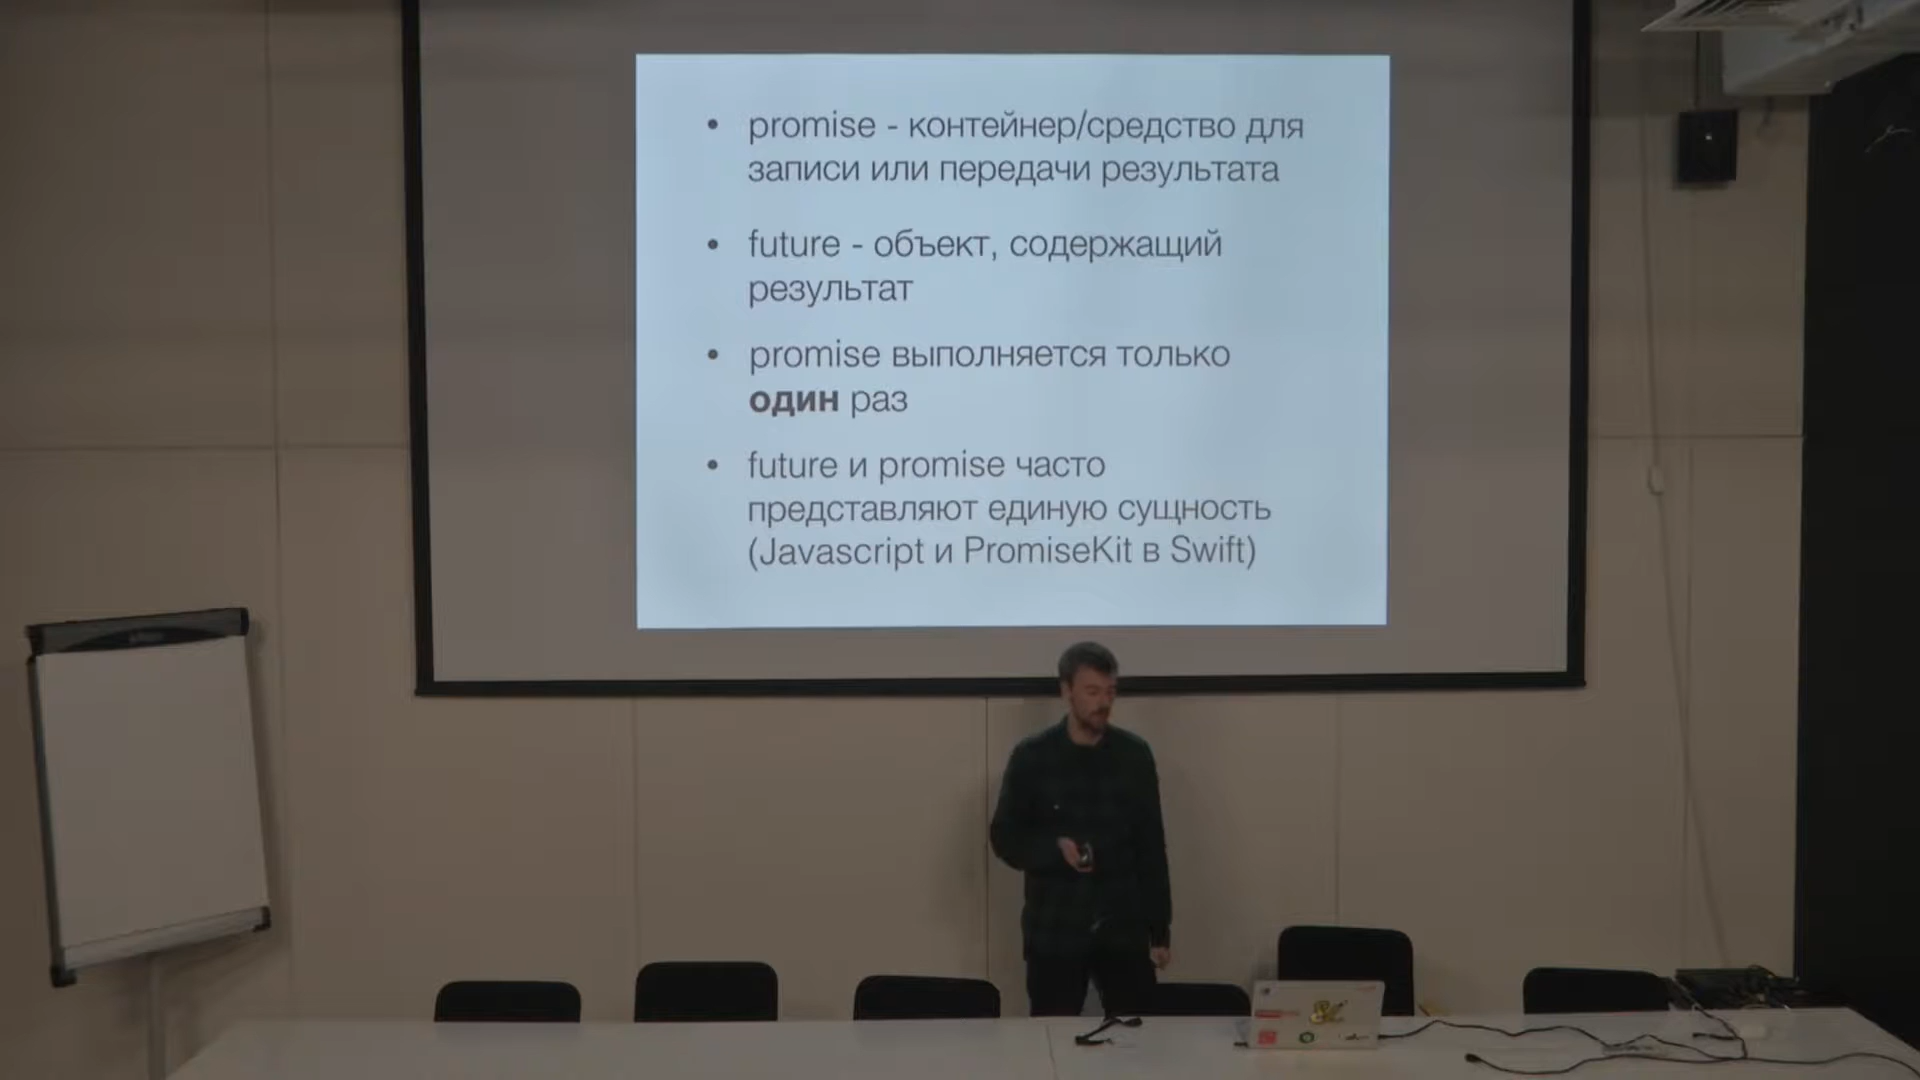 • promise - контейнер/средство для
записи или передачи результата
• future - объект, содержащий
результат
• promise выполняется только
один раз
• future и promise часто
представляют единую сущность
(Javascript и PromiseKit в Swift)